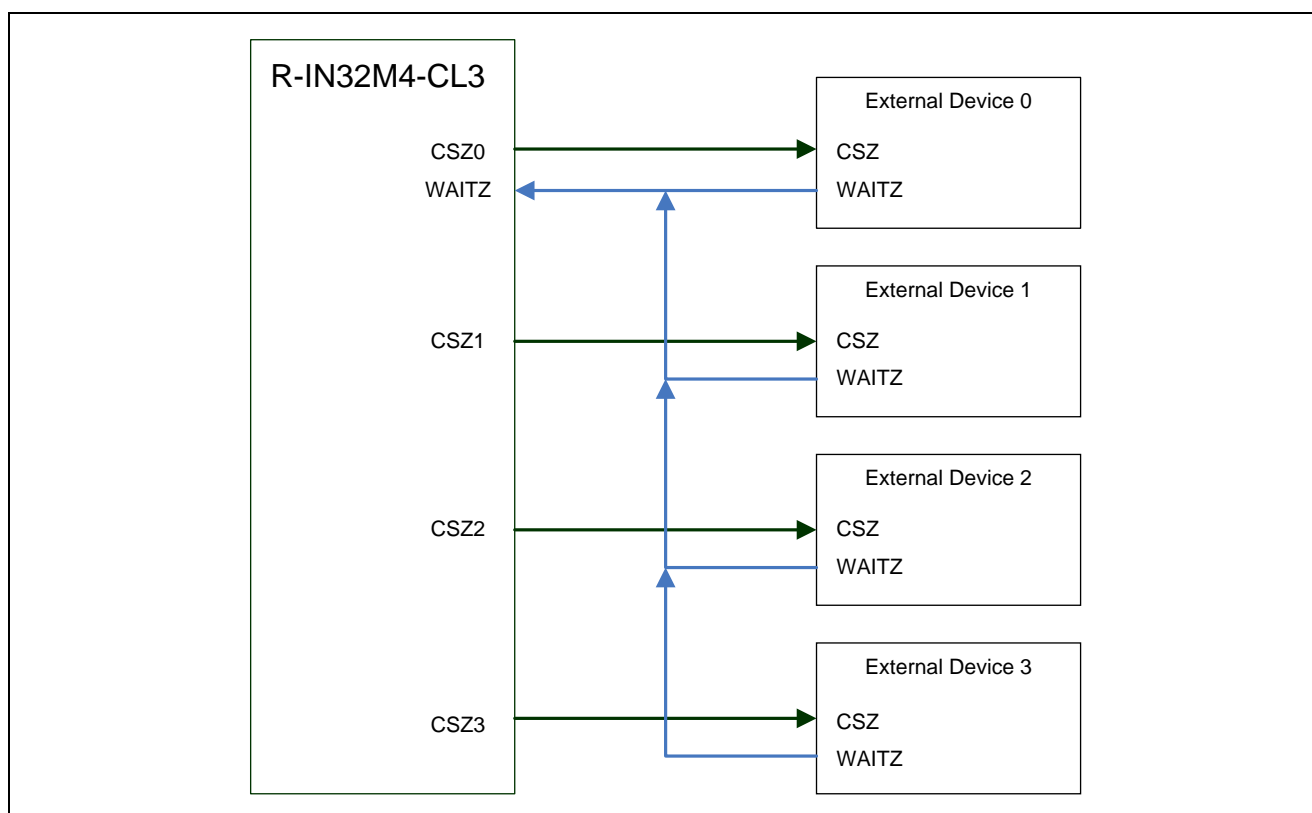 R-IN32M4-CL3
CSZ0
WAITZ
CSZ1
CSZ2
CSZ3
External Device 0
CSZ
WAITZ
External Device 1
CSZ
WAITZ
External Device 2
CSZ
WAITZ
External Device 3
CSZ
WAITZ